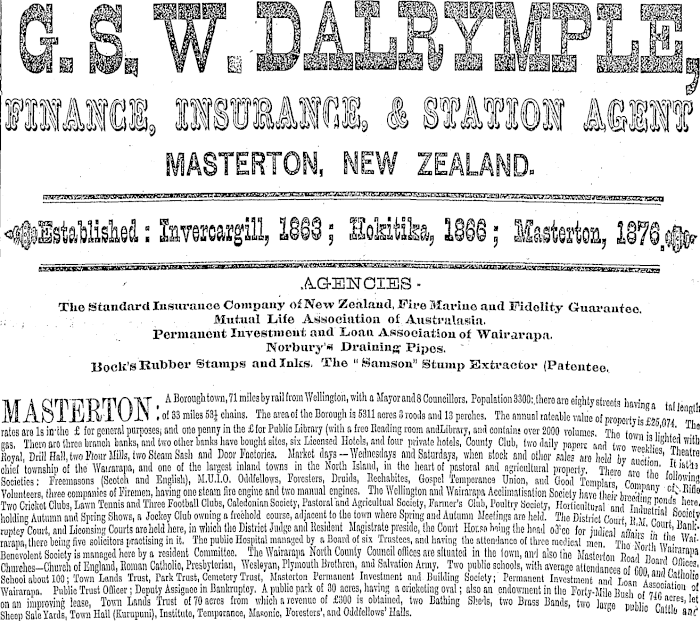 G. S. W. DALRYMPLE,
FINANCE, INSURANCE, & STATION AGENT
MASTERTON, NEW ZEALAND.
Established: Invercargill, 1863; Hokitika, 1866; Masterton, 1876.
AGENCIES -
The Standard Insurance Company of New Zealand, Fire Marine and Fidelity Guarantee.
Mutual Life Association of Australasia.
Permanent Investment and Loan Association of Wairarapa.
Norbury's Draining Pipes.
Bock's Rubber Stamps and Inks. The "Samson" Stump Extractor (Patentee.
MASTERTON: A Borough town, 71 miles by rail from Wellington, with a Mayor and 8 Councillors. Population 3300; there are eighty streets having a total length
of 33 miles 53½ chains. The area of the Borough is 5311 acres 3 roods and 13 perches. The annual rateable value of property is £25,074. The
rates are 1s in the £ for general purposes, and one penny in the £ for Public Library (with a free Reading room and Library, and contains over 2000 volumes. The town is lighted with
gas. There are three branch banks, and two other banks have bought sites, six Licensed Hotels, and four private hotels, County Club, two daily papers and two weeklies, Theatre
Royal, Drill Hall, two Flour Mills, two Steam Sash and Door Factories. Market days—Wednesdays and Saturdays, when stock and other sales are held by auction. It is the
chief township of the Wairarapa, and one of the largest inland towns in the North Island, in the heart of pastoral and agricultural property. There are the following
Societies: Freemasons (Scotch and English), M.U.I.O. Oddfellows, Foresters, Druids, Rechabites, Gospel Temperance Union, and Good Templars, Company of Rifle
Volunteers, three companies of Firemen, having one steam fire engine and two manual engines. The Wellington and Wairarapa Acclimatisation Society have their breeding ponds here.
Two Cricket Clubs, Lawn Tennis and Three Football Clubs, Caledonian Society, Pastoral and Agricultural Society, Farmer's Club, Poultry Society, Horticultural and Industrial Society
holding Autumn and Spring Shows, a Jockey Club owning a freehold course, adjacent to the town where Spring and Autumn Meetings are held. The District Court, R.M. Court, Bank-
ruptcy Court, and Licensing Courts are held here, in which the District Judge and Resident Magistrate preside, the Court House being the head office for judical affairs in the Wai-
rarapa, there being five solicitors practising in it. The public Hospital managed by a Board of six Trustees, and having the attendance of three medical men. The North Wairarapa
Benevolent Society is managed here by a resident Committee. The Wairarapa North County Council offices are situated in the town, and also the Masterton Road Board Offices.
Churches—Church of England, Roman Catholic, Presbyterian, Wesleyan, Plymouth Brethren, and Salvation Army. Two public schools, with average attendances of 600, and Catholic
School about 100; Town Lands Trust, Park Trust, Cemetery Trust, Masterton Permanent Investment and Building Society; Permanent Investment and Loan Association of
Wairarapa. Public Trust Officer; Deputy Assignee in Bankruptcy. A public park of 30 acres, having a cricketing oval; also an endowment in the Forty-Mile Bush of 746 acres, let
on an improving lease, Town Lands Trust of 70 acres from which a revenue of £300 is obtained, two Bathing Sheds, two Brass Bands, two large public Cattle and
Sheep Sale Yards, Town Hall (Kuripuni), Institute, Temperance, Masonic, Foresters', and Oddfellows' Halls.